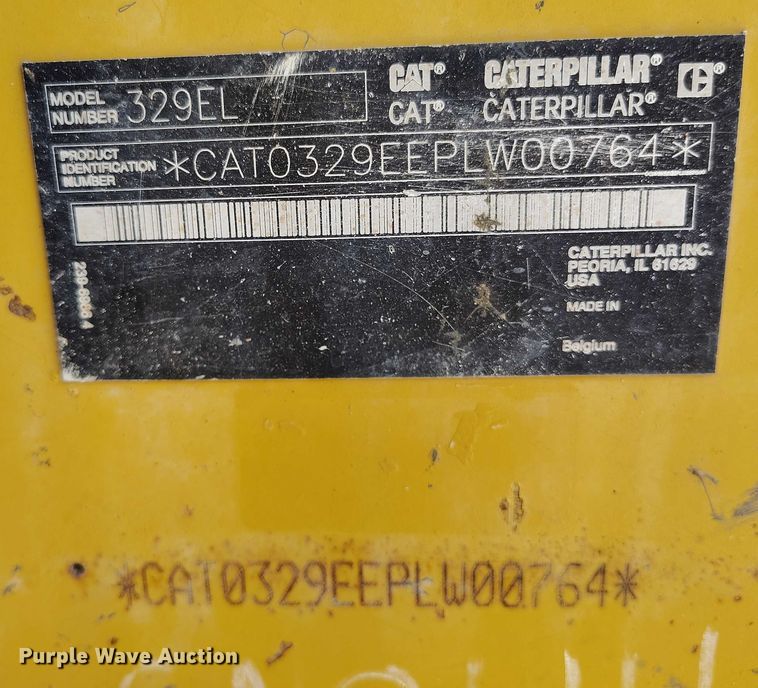 MODEL NUMBER 329EL
CAT® CATERPILLAR®
CAT® CATERPILLAR®
PRODUCT IDENTIFICATION NUMBER *CAT0329EEPLW00764*
CATERPILLAR INC.
PEORIA, IL 61629
USA
MADE IN
Belgium
*CAT0329EEPLW00764*
Purple Wave Auction